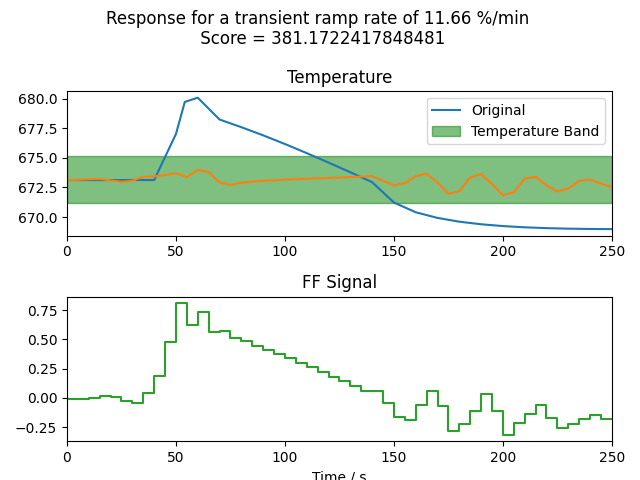 Response for a transient ramp rate of 11.66 %/min
Score = 381.1722417848481
Temperature
680.0
677.5
675.0
672.5
670.0
Original
Temperature Band
0 50 100 150 200 250
FF Signal
0.75
0.50
0.25
0.00
−0.25
0 50 100 150 200 250
Time / s